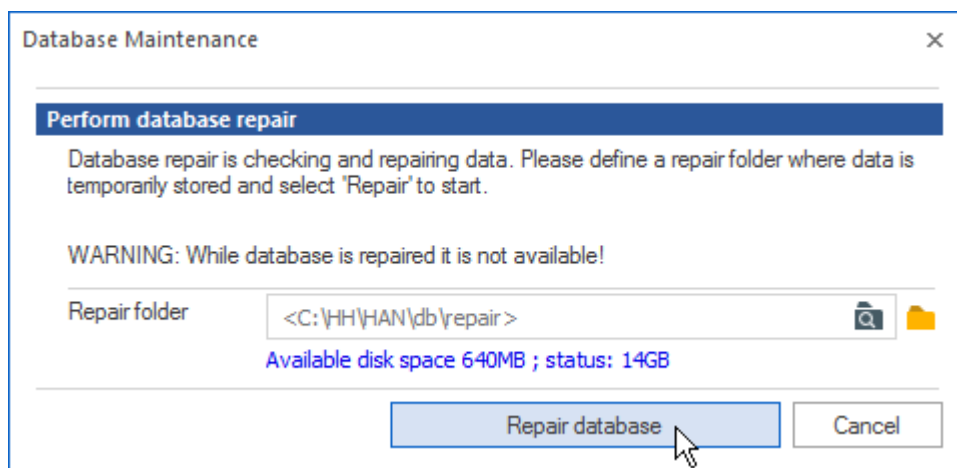 Database Maintenance
Perform database repair
Database repair is checking and repairing data. Please define a repair folder where data is
temporarily stored and select 'Repair' to start.
WARNING: While database is repaired it is not available!
Repair folder
<C:\HH\HAN\db\repair>
Available disk space 640MB ; status: 14GB
Repair database
Cancel